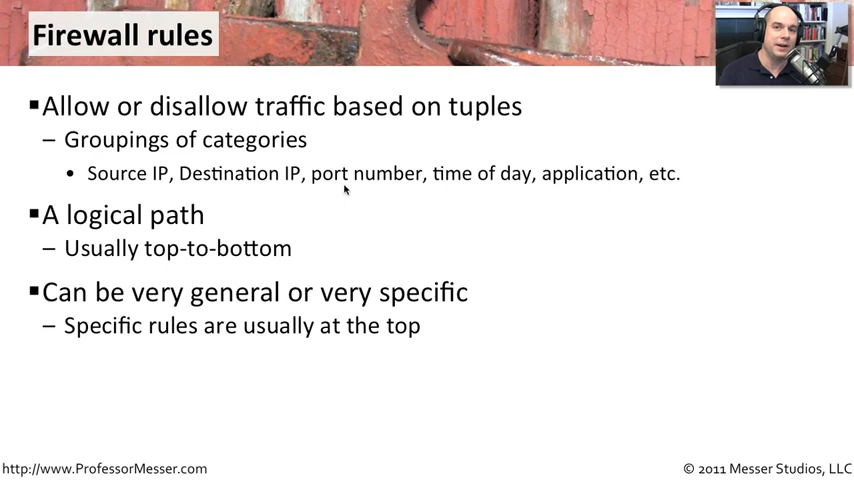 Firewall rules
▪Allow or disallow traffic based on tuples
– Groupings of categories
• Source IP, Destination IP, port number, time of day, application, etc.
▪A logical path
– Usually top-to-bottom
▪Can be very general or very specific
– Specific rules are usually at the top
http://www.ProfessorMesser.com
© 2011 Messer Studios, LLC